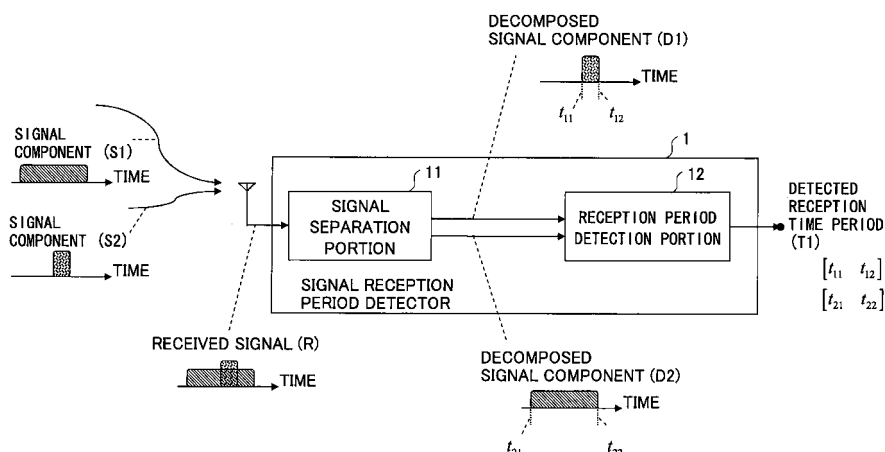 DECOMPOSED
SIGNAL COMPONENT (D1)
TIME
t11
t12
SIGNAL
COMPONENT (S1)
TIME
SIGNAL
COMPONENT (S2)
TIME
1
11
SIGNAL
SEPARATION
PORTION
12
RECEPTION PERIOD
DETECTION PORTION
SIGNAL RECEPTION
PERIOD DETECTOR
DETECTED
RECEPTION
TIME PERIOD
(T1)
[t11 t12]
[t21 t22]
RECEIVED SIGNAL (R)
TIME
DECOMPOSED
SIGNAL COMPONENT (D2)
TIME
t21
t22